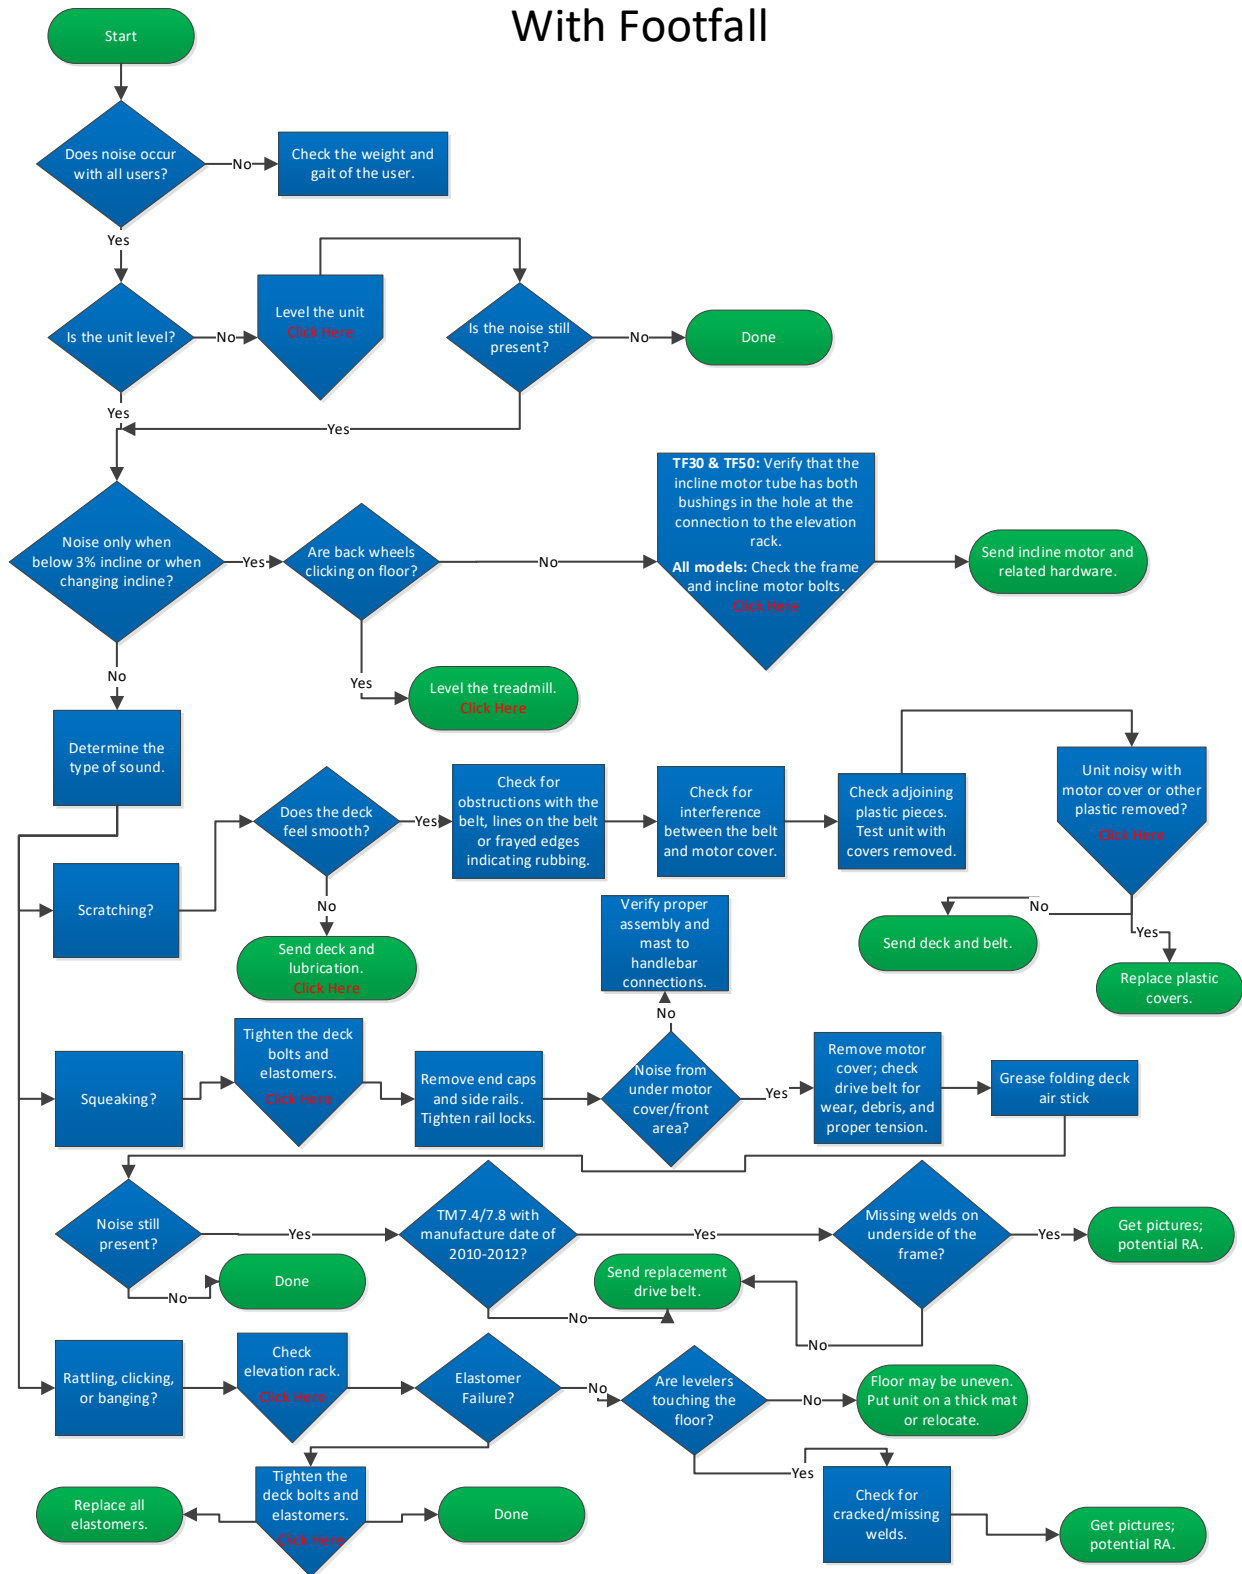 With Footfall
Start
Does noise occur
with all users?
No
Check the weight and
gait of the user.
Yes
Is the unit level?
No
Level the unit
Click Here
Is the noise still
present?
No
Done
Yes
Yes
Noise only when
below 3% incline or when
changing incline?
Yes
Are back wheels
clicking on floor?
No
TF30 & TF50: Verify that the
incline motor tube has both
bushings in the hole at the
connection to the elevation
rack.
All models: Check the frame
and incline motor bolts.
Click Here
Send incline motor and
related hardware.
No
Yes
Level the treadmill.
Click Here
Determine the
type of sound.
Scratching?
Does the deck
feel smooth?
Yes
Check for
obstructions with the
belt, lines on the belt
or frayed edges
indicating rubbing.
Check for
interference
between the belt
and motor cover.
Check adjoining
plastic pieces.
Test unit with
covers removed.
Unit noisy with
motor cover or other
plastic removed?
Click Here
No
Send deck and
lubrication.
Click Here
No
Send deck and belt.
Yes
Replace plastic
covers.
Squeaking?
Tighten the deck
bolts and
elastomers.
Click Here
Remove end caps
and side rails.
Tighten rail locks.
Noise from
under motor
cover/front
area?
No
Verify proper
assembly and
mast to
handlebar
connections.
Yes
Remove motor
cover; check
drive belt for
wear, debris, and
proper tension.
Grease folding deck
air stick
Noise still
present?
No
Done
Yes
TM7.4/7.8 with
manufacture date of
2010-2012?
No
Send replacement
drive belt.
Yes
Missing welds on
underside of the
frame?
No
Yes
Get pictures;
potential RA.
Rattling, clicking,
or banging?
Check
elevation rack.
Click Here
Elastomer
Failure?
No
Are levelers
touching the
floor?
No
Floor may be uneven.
Put unit on a thick mat
or relocate.
Yes
Check for
cracked/missing
welds.
Get pictures;
potential RA.
Tighten the
deck bolts and
elastomers.
Click Here
Replace all
elastomers.
Done